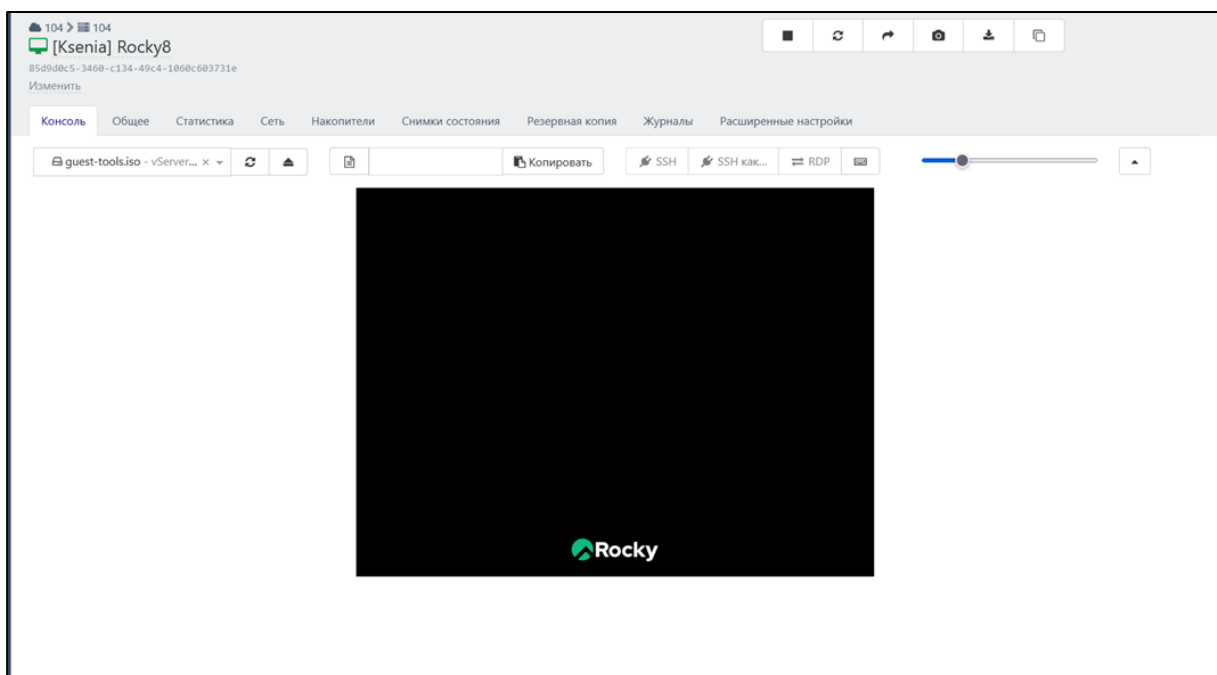 104 > 104
[Ksenia] Rocky8
85d9d0c5-3460-c134-49c4-1060c603731e
Изменить
Консоль Общее Статистика Сеть Накопители Снимки состояния Резервная копия Журналы Расширенные настройки
guest-tools.iso - vServer... × Копировать SSH SSH как... RDP
Rocky